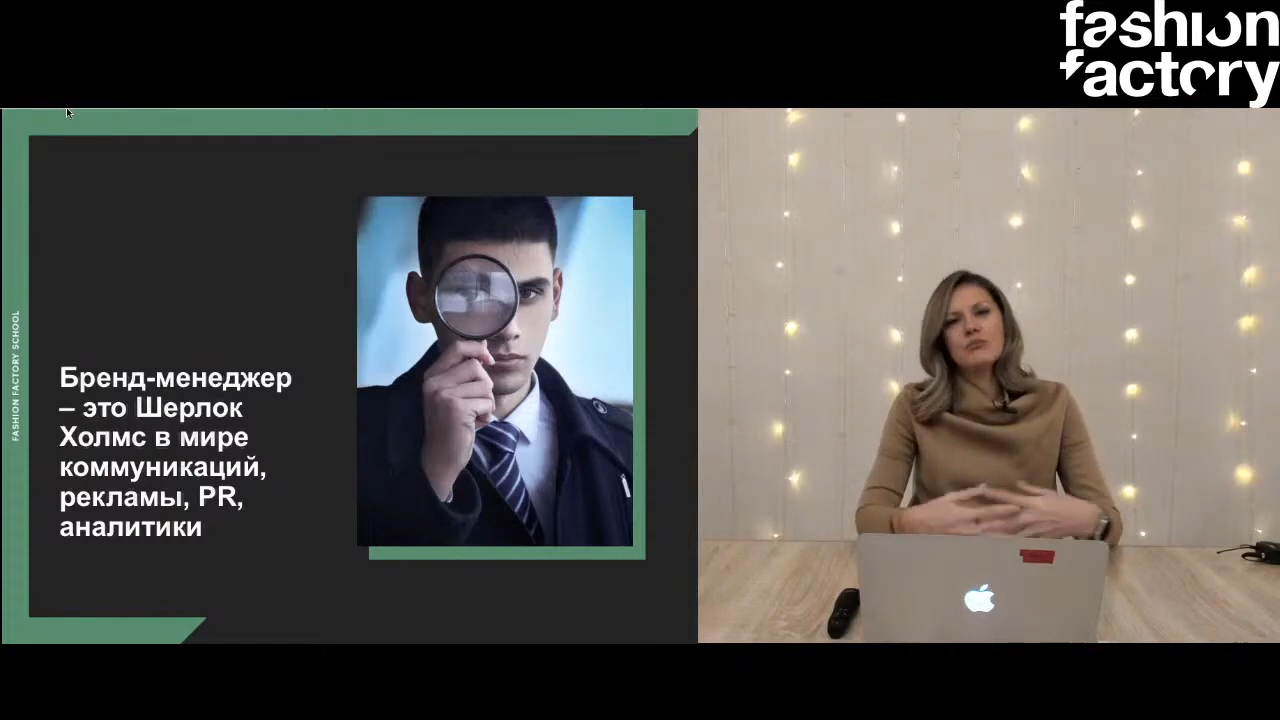 fashion
factory
FASHION FACTORY SCHOOL
Бренд-менеджер
– это Шерлок
Холмс в мире
коммуникаций,
рекламы, PR,
аналитики